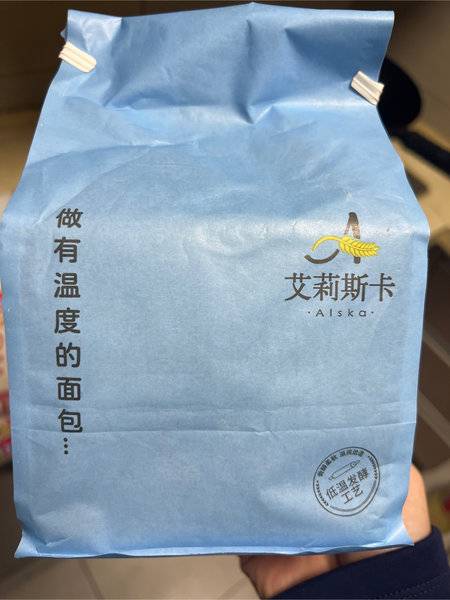 做有温度的面包...
艾莉斯卡
·Alska·
低温发酵
工艺